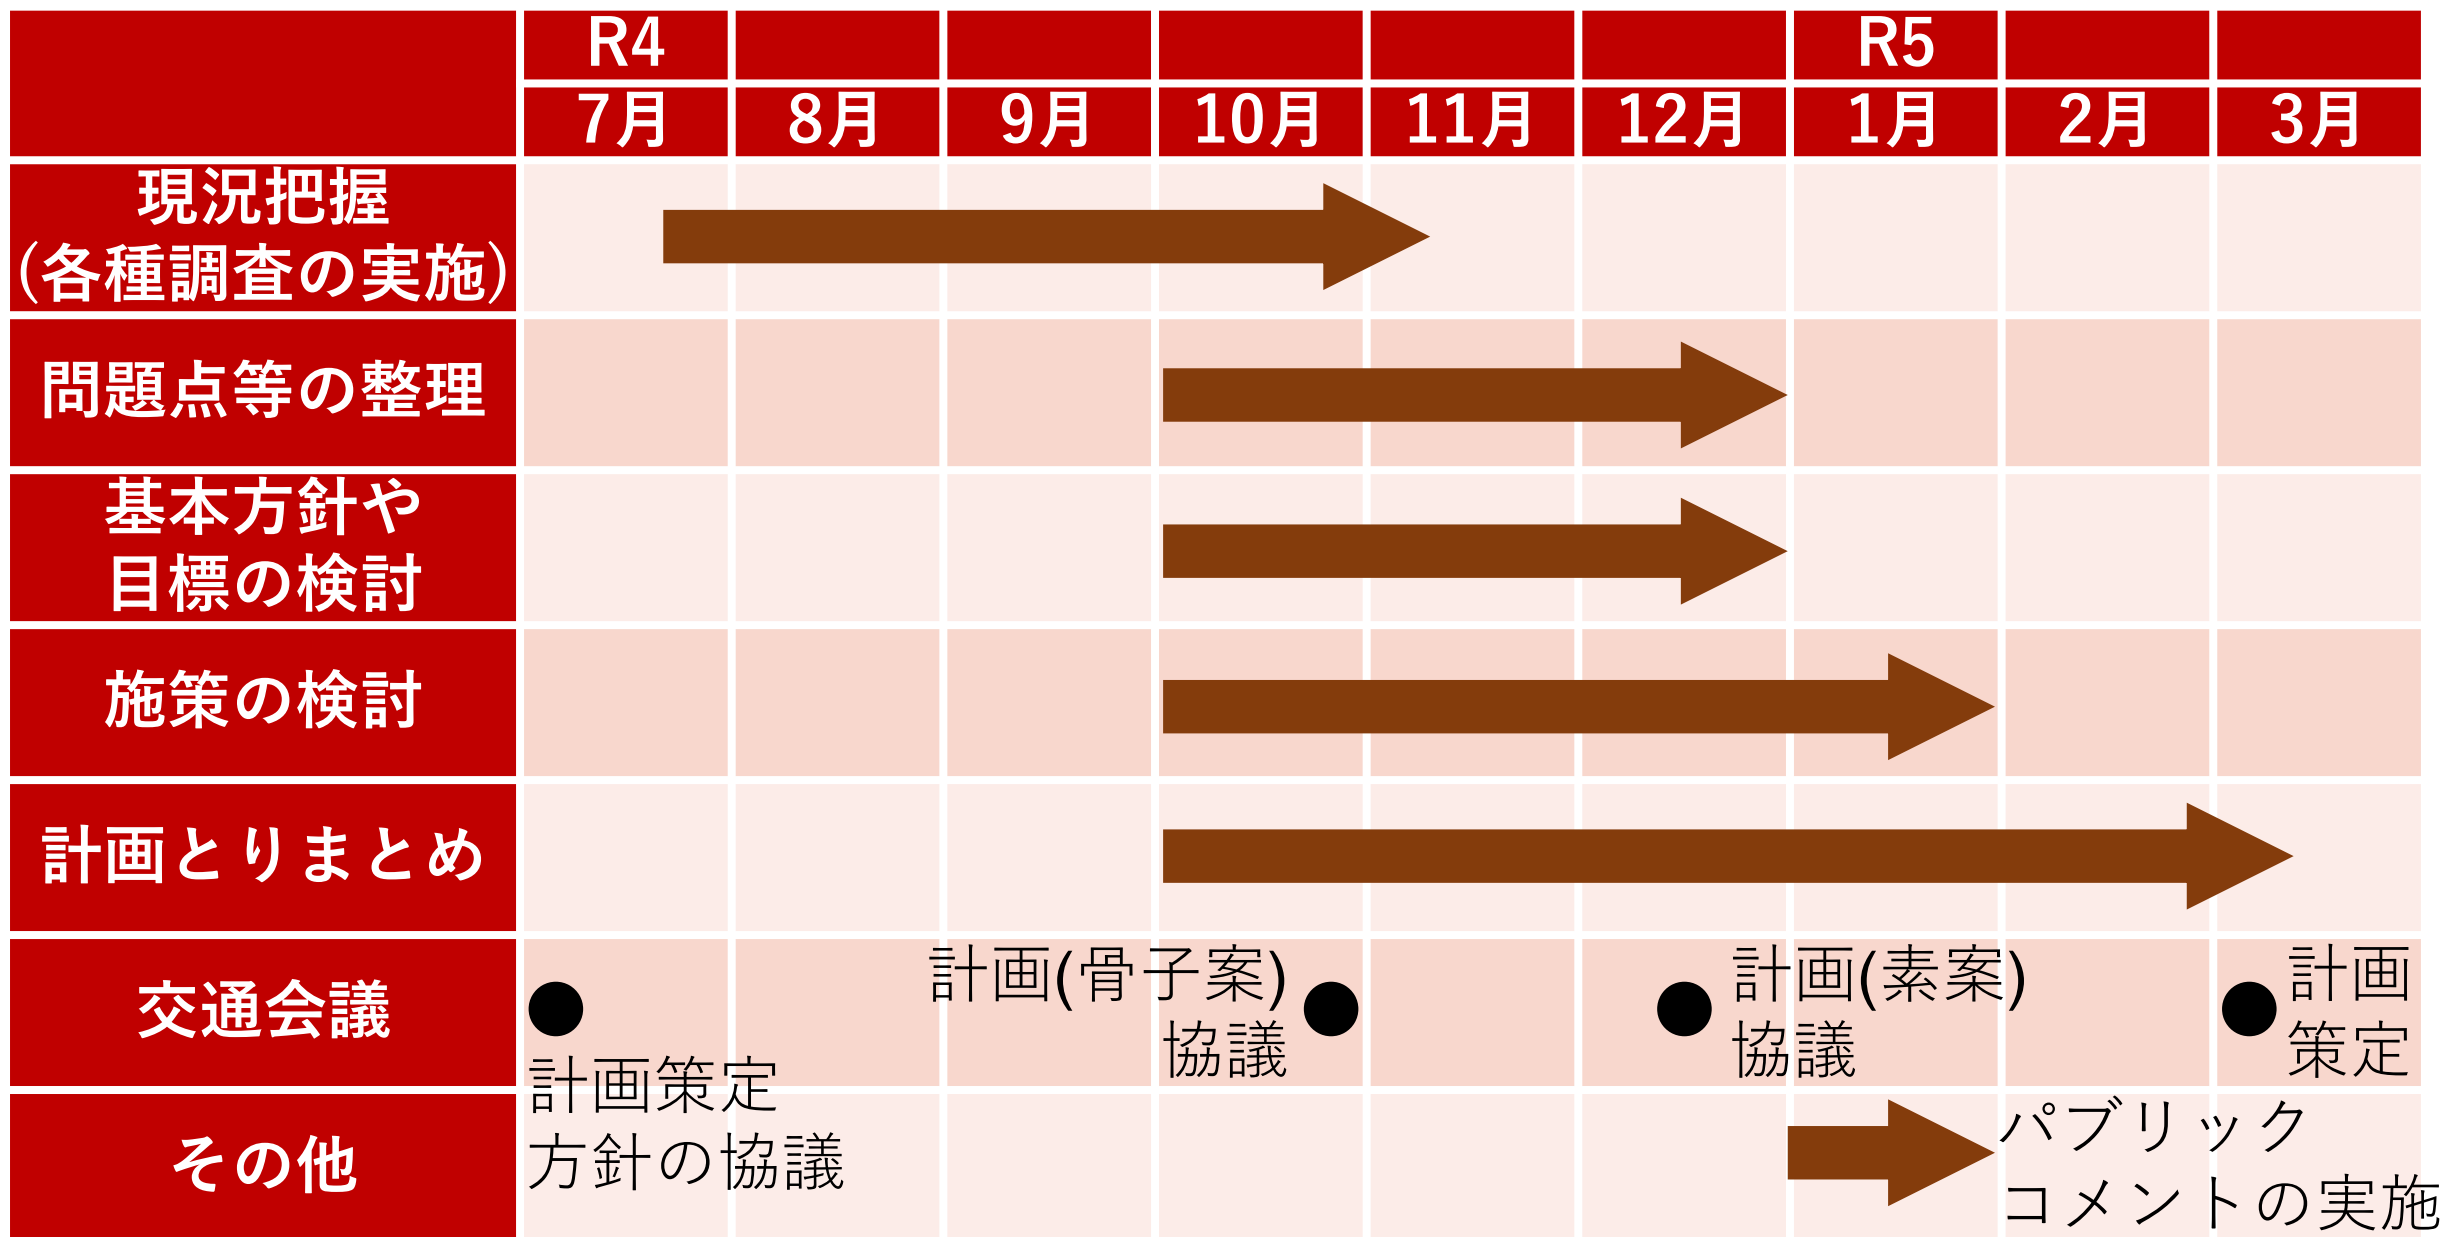 R4 R5
7月 8月 9月 10月 11月 12月 1月 2月 3月
現況把握
(各種調査の実施)
問題点等の整理
基本方針や
目標の検討
施策の検討
計画とりまとめ
交通会議
計画策定
方針の協議
計画(骨子案)
協議
計画(素案)
協議
計画
策定
その他
パブリック
コメントの実施